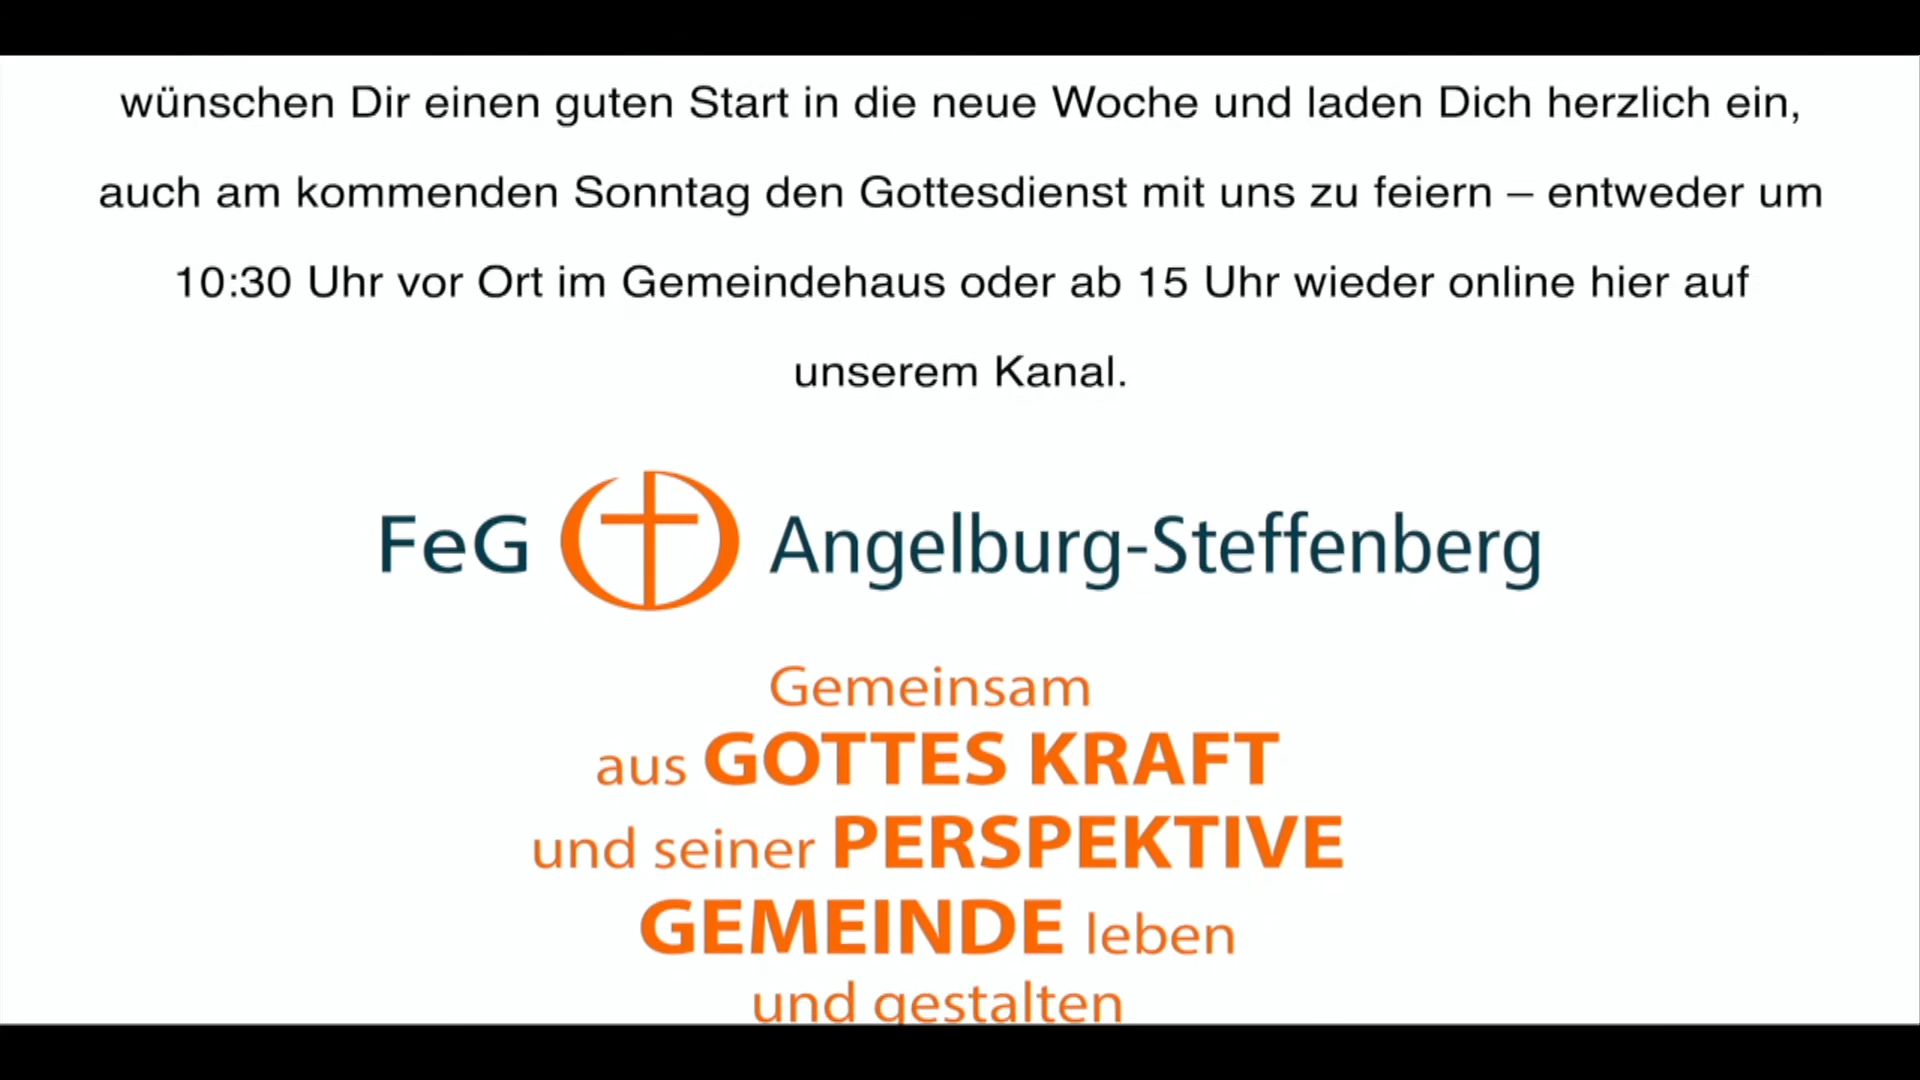 wünschen Dir einen guten Start in die neue Woche und laden Dich herzlich ein,
auch am kommenden Sonntag den Gottesdienst mit uns zu feiern – entweder um
10:30 Uhr vor Ort im Gemeindehaus oder ab 15 Uhr wieder online hier auf
unserem Kanal.
FeG Angelburg-Steffenberg
Gemeinsam
aus GOTTES KRAFT
und seiner PERSPEKTIVE
GEMEINDE leben
und gestalten